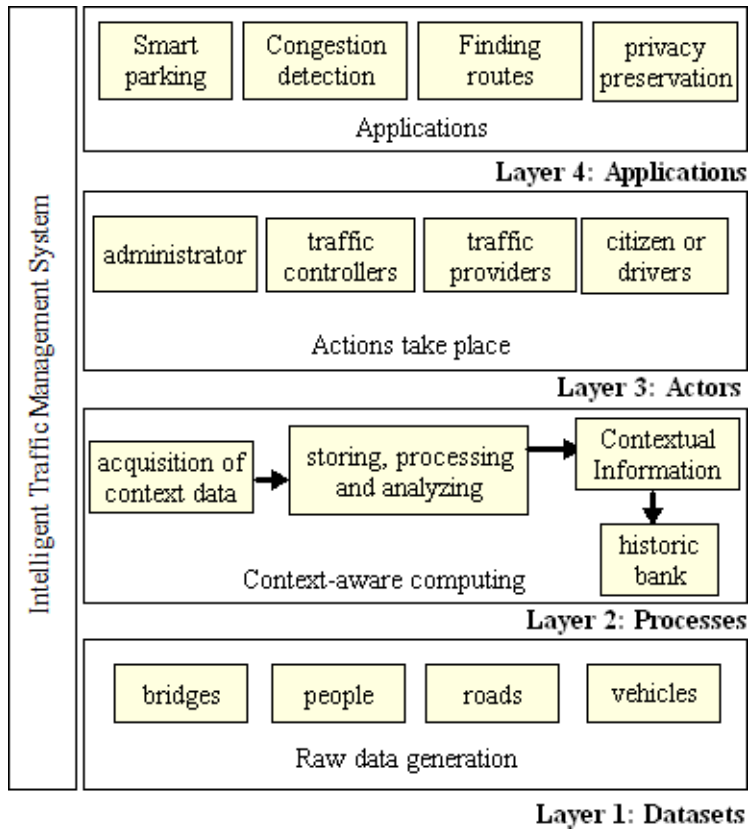 Intelligent Traffic Management System
Smart
parking
Congestion
detection
Finding
routes
privacy
preservation
Applications
Layer 4: Applications
administrator
traffic
controllers
traffic
providers
citizen or
drivers
Actions take place
Layer 3: Actors
acquisition of
context data
storing, processing
and analyzing
Contextual
Information
historic
bank
Context-aware computing
Layer 2: Processes
bridges
people
roads
vehicles
Raw data generation
Layer 1: Datasets